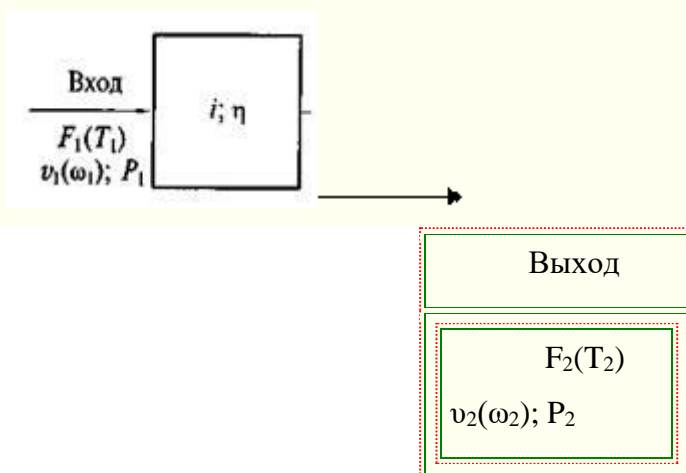 Вход
i; η
F₁(T₁)
υ₁(ω₁); P₁
Выход
F₂(T₂)
υ₂(ω₂); P₂